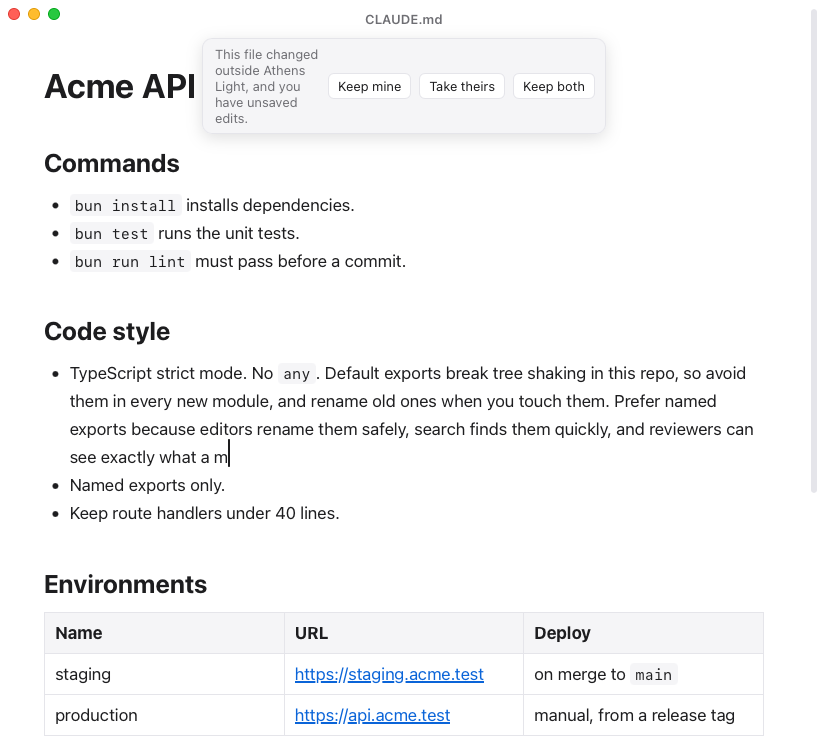 CLAUDE.md
This file changed
outside Athens
Light, and you
have unsaved
edits.
Keep mine
Take theirs
Keep both
Acme API
Commands
bun install installs dependencies.
bun test runs the unit tests.
bun run lint must pass before a commit.
Code style
TypeScript strict mode. No any. Default exports break tree shaking in this repo, so avoid
them in every new module, and rename old ones when you touch them. Prefer named
exports because editors rename them safely, search finds them quickly, and reviewers can
see exactly what a m
Named exports only.
Keep route handlers under 40 lines.
Environments
Name URL Deploy
staging https://staging.acme.test on merge to main
production https://api.acme.test manual, from a release tag